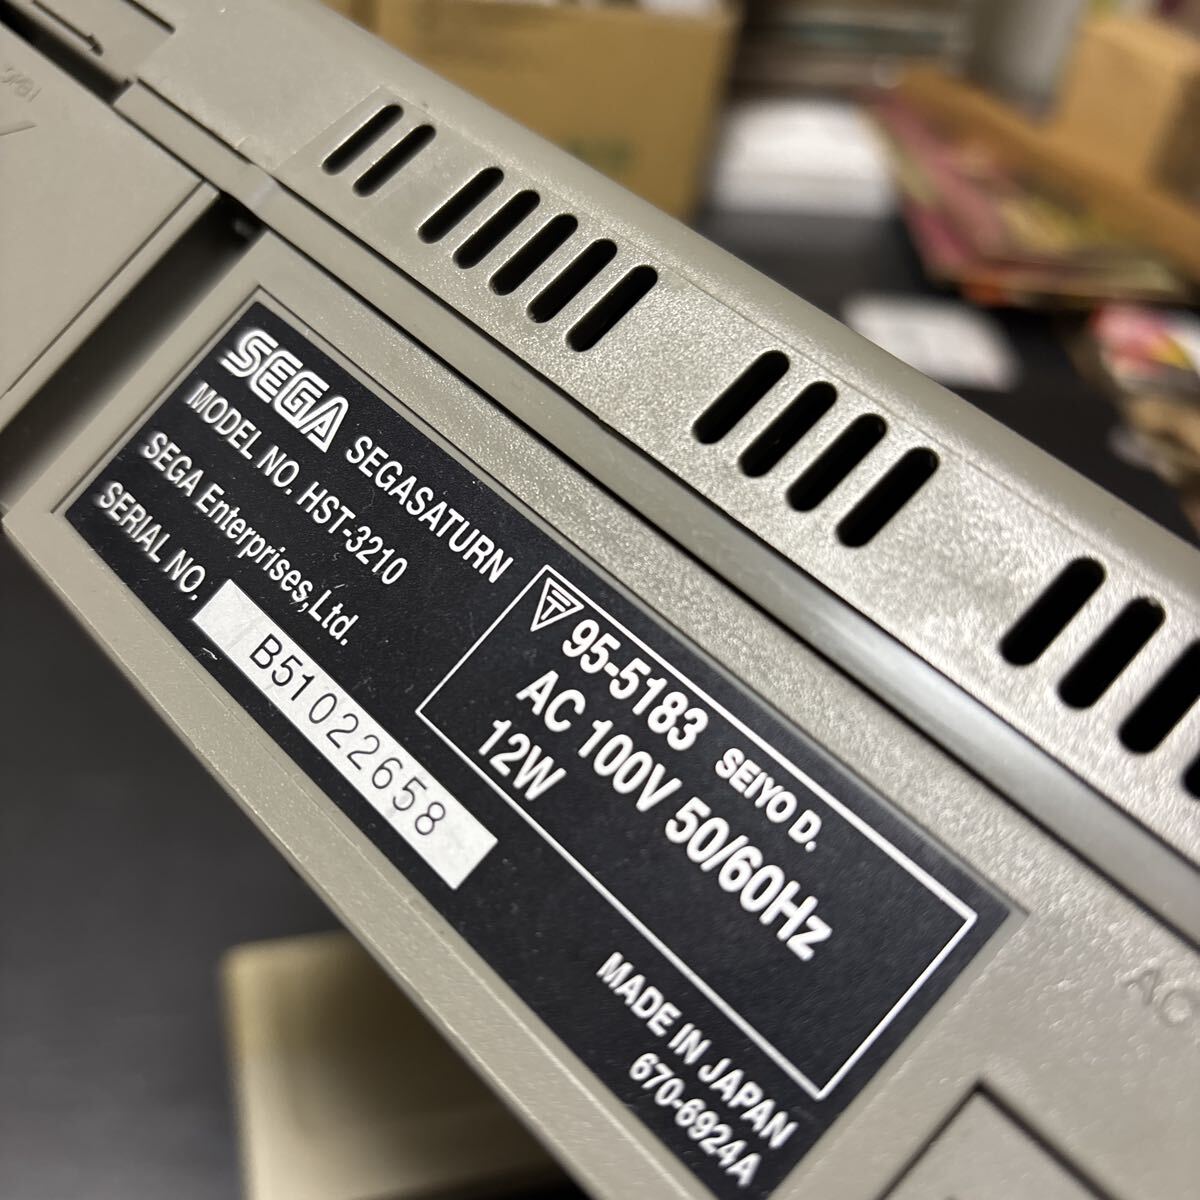 SEGA SEGASATURN
MODEL NO. HST-3210
SEGA Enterprises,Ltd.
SERIAL NO.
B51022658
95-5183 SEIYO D.
AC 100V 50/60Hz
12W
MADE IN JAPAN
670-6924A
AC